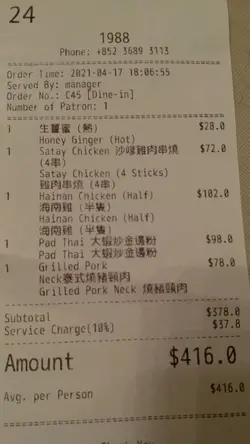 24
1988
Phone: +852 3689 3113
Order Time: 2021-04-17 18:06:55
Served By: manager
Order No.: C45 [Dine-in]
Number of Patron: 1
1 生薑蜜 (熱) $28.0
Honey Ginger (Hot)
1 Satay Chicken 沙嗲雞肉串燒 $72.0
(4串)
Satay Chicken (4 Sticks)
雞肉串燒 (4串)
1 Hainan Chicken (Half) $102.0
海南雞 (半隻)
Hainan Chicken (Half)
海南雞 (半隻)
1 Pad Thai 大蝦炒金邊粉 $98.0
Pad Thai 大蝦炒金邊粉
1 Grilled Pork $78.0
Neck泰式燒豬頸肉
Grilled Pork Neck 燒豬頸肉
Subtotal $378.0
Service Charge(10%) $37.8
Amount $416.0
Avg. per Person $416.0